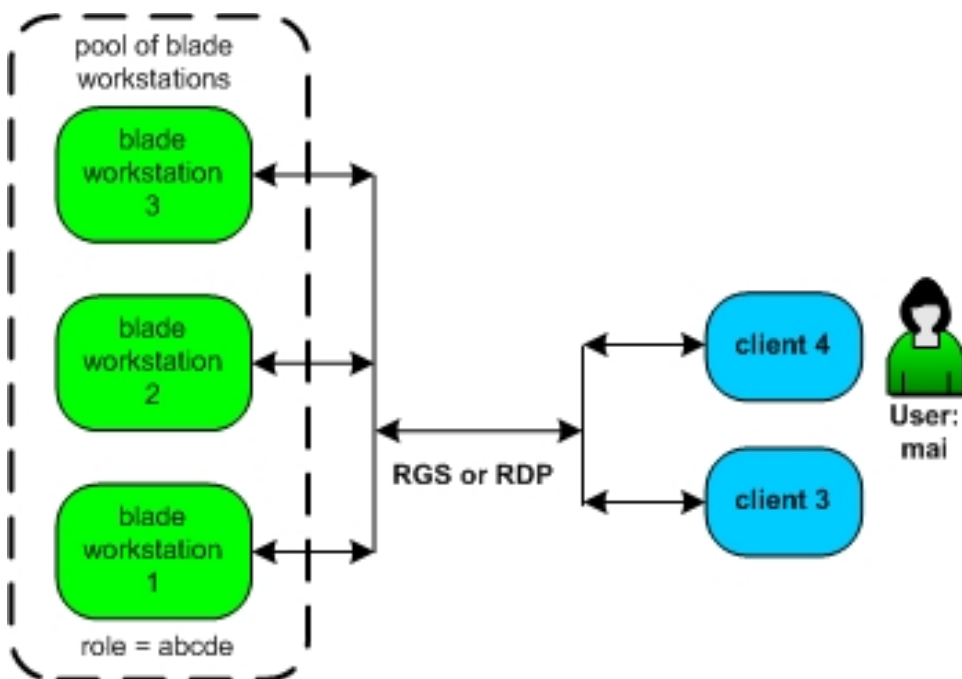 pool of blade
workstations
blade
workstation
3
blade
workstation
2
blade
workstation
1
role = abcde
RGS or RDP
client 4
client 3
User:
mai